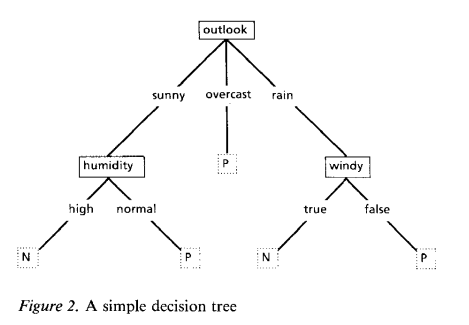 outlook
sunny overcast rain
humidity P windy
high normal true false
N P N P
Figure 2. A simple decision tree